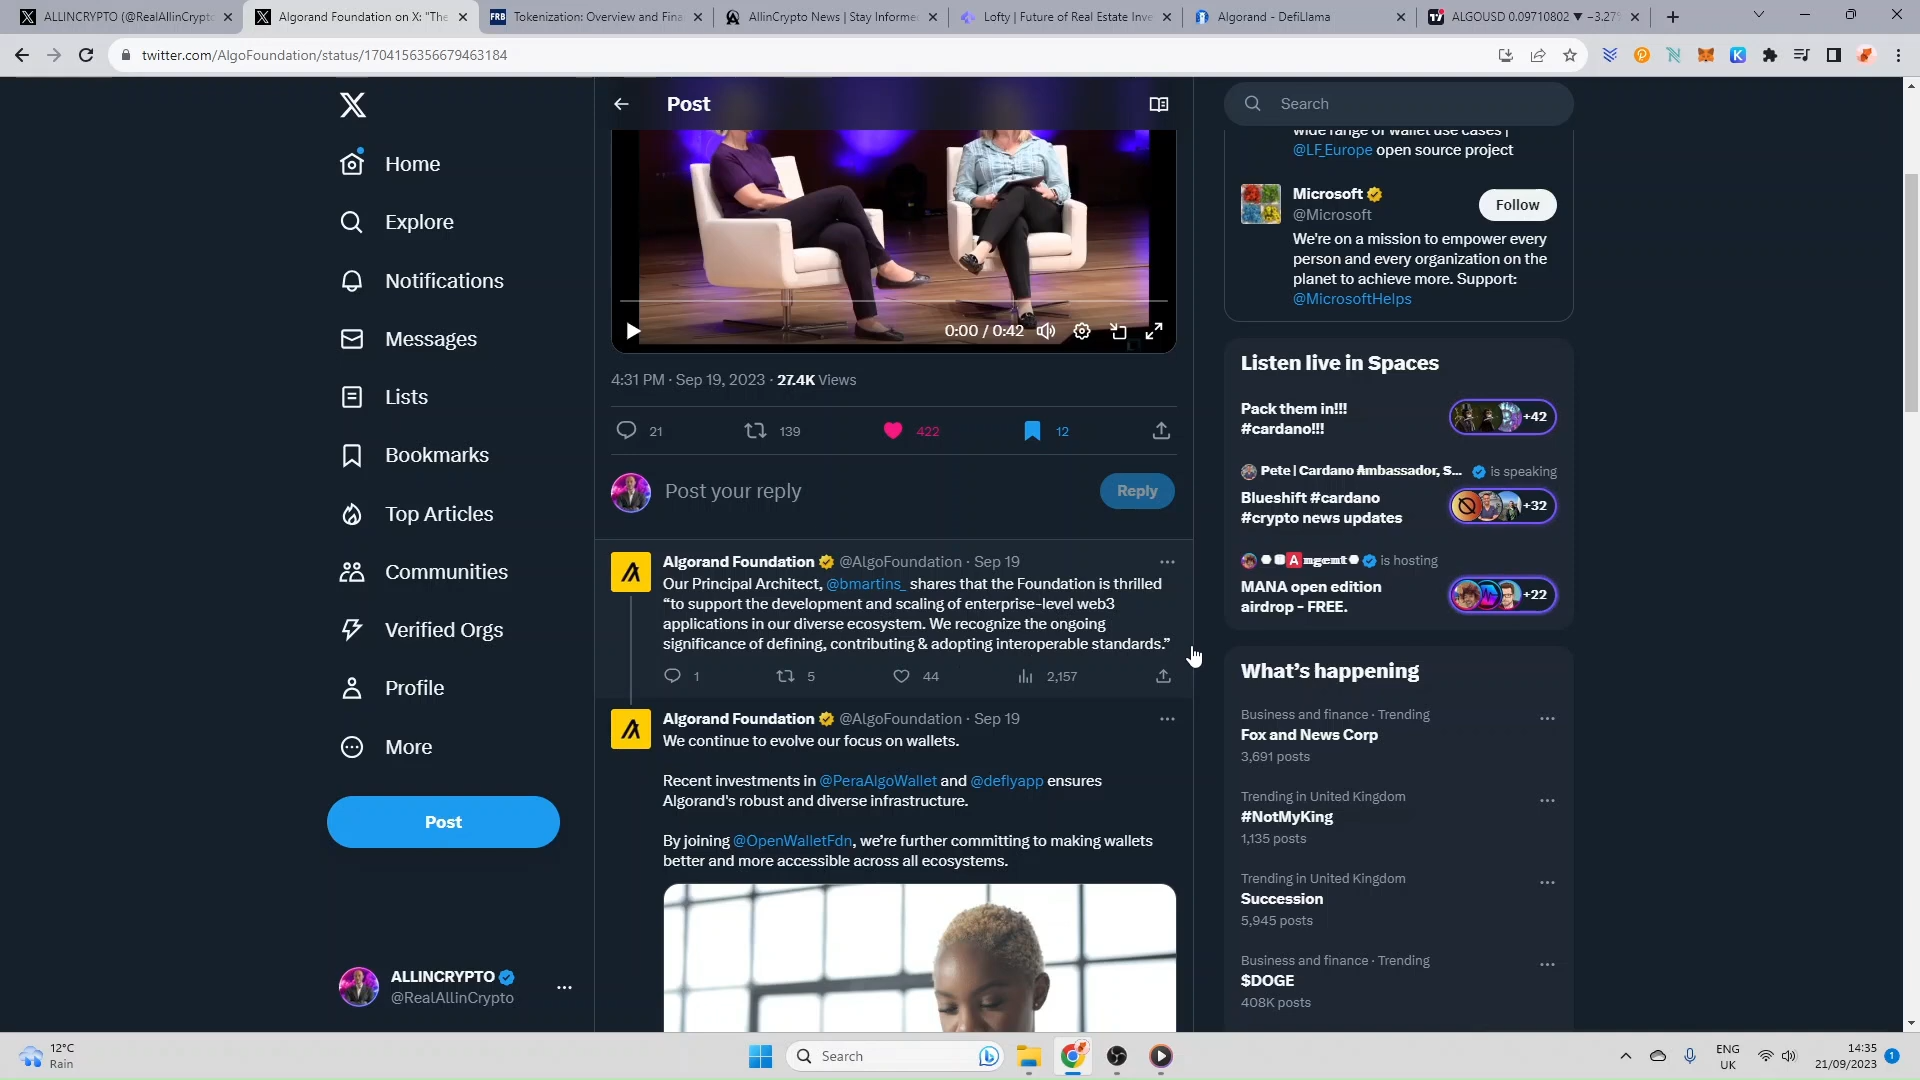 ALLINCRYPTO (@RealAllinCrypto
Algorand Foundation on X: "The
Tokenization: Overview and Fina
AllinCrypto News | Stay Informe
Lofty | Future of Real Estate Inve
Algorand - DefiLlama
ALGOUSD 0.09710802 ▼ −3.27
twitter.com/AlgoFoundation/status/1704156356679463184
Home
Explore
Notifications
Messages
Lists
Bookmarks
Top Articles
Communities
Verified Orgs
Profile
More
Post
ALLINCRYPTO
@RealAllinCrypto
Post
0:00 / 0:42
4:31 PM · Sep 19, 2023 · 27.4K Views
21
139
422
12
Post your reply
Reply
Algorand Foundation @AlgoFoundation · Sep 19
Our Principal Architect, @bmartins_ shares that the Foundation is thrilled
“to support the development and scaling of enterprise-level web3
applications in our diverse ecosystem. We recognize the ongoing
significance of defining, contributing & adopting interoperable standards.”
1
5
44
2,157
Algorand Foundation @AlgoFoundation · Sep 19
We continue to evolve our focus on wallets.
Recent investments in @PeraAlgoWallet and @deflyapp ensures
Algorand's robust and diverse infrastructure.
By joining @OpenWalletFdn, we're further committing to making wallets
better and more accessible across all ecosystems.
Search
wide range of wallet use cases |
@LF_Europe open source project
Microsoft
@Microsoft
Follow
We're on a mission to empower every
person and every organization on the
planet to achieve more. Support:
@MicrosoftHelps
Listen live in Spaces
Pack them in!!!
#cardano!!!
+42
Pete | Cardano Ambassador, S... is speaking
Blueshift #cardano
#crypto news updates
+32
is hosting
MANA open edition
airdrop - FREE.
+22
What's happening
Business and finance · Trending
Fox and News Corp
3,691 posts
Trending in United Kingdom
#NotMyKing
1,135 posts
Trending in United Kingdom
Succession
5,945 posts
Business and finance · Trending
$DOGE
408K posts
12°C
Rain
Search
ENG
UK
14:35
21/09/2023
1